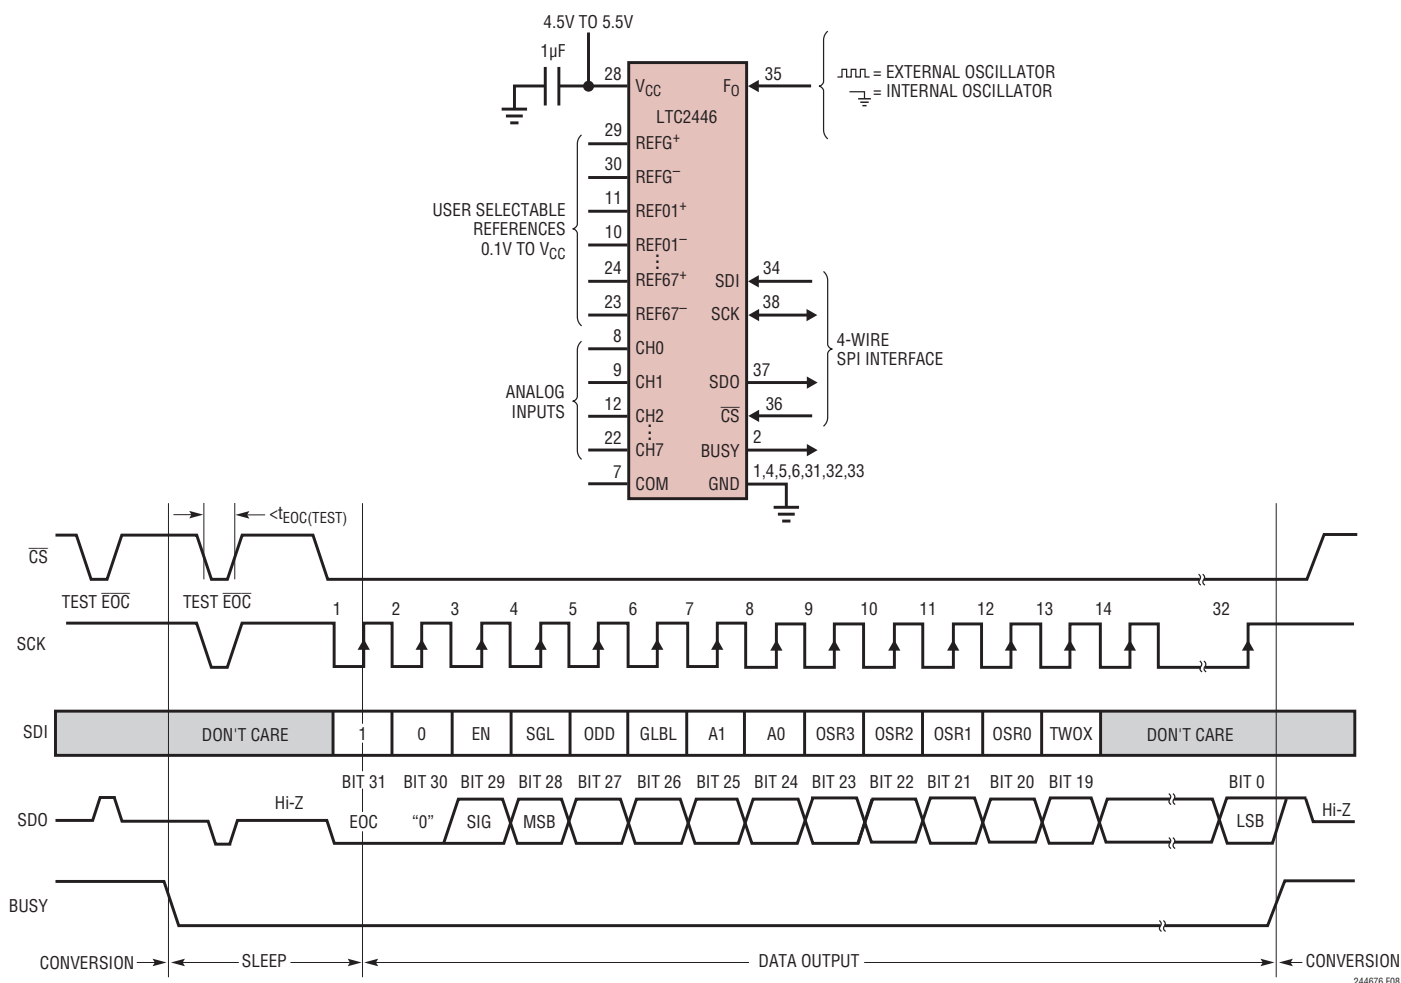 4.5V TO 5.5V
1µF
28
VCC
FO
35
= EXTERNAL OSCILLATOR
= INTERNAL OSCILLATOR
LTC2446
29
REFG+
30
REFG–
11
REF01+
10
REF01–
24
REF67+
23
REF67–
USER SELECTABLE
REFERENCES
0.1V TO VCC
8
CH0
9
CH1
12
CH2
22
CH7
ANALOG
INPUTS
7
COM
SDI
34
SCK
38
SDO
37
CS
36
4-WIRE
SPI INTERFACE
BUSY
2
GND
1,4,5,6,31,32,33
<tEOC(TEST)
CS
TEST EOC
TEST EOC
1 2 3 4 5 6 7 8 9 10 11 12 13 14 32
SCK
SDI
DON'T CARE 1 0 EN SGL ODD GLBL A1 A0 OSR3 OSR2 OSR1 OSR0 TWOX DON'T CARE
BIT 31 BIT 30 BIT 29 BIT 28 BIT 27 BIT 26 BIT 25 BIT 24 BIT 23 BIT 22 BIT 21 BIT 20 BIT 19 BIT 0
SDO
Hi-Z
EOC "0" SIG MSB LSB
Hi-Z
BUSY
CONVERSION SLEEP DATA OUTPUT CONVERSION
244676 F08